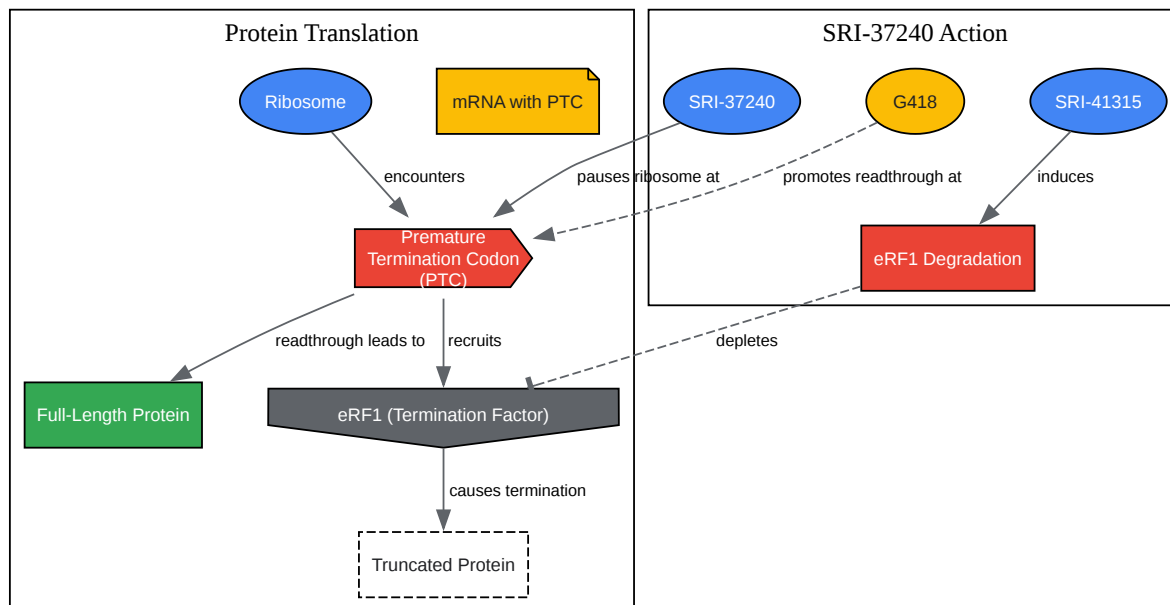 Protein Translation
SRI-37240 Action
Ribosome
mRNA with PTC
SRI-37240
G418
SRI-41315
encounters
pauses ribosome at
promotes readthrough at
induces
Premature
Termination Codon
(PTC)
eRF1 Degradation
readthrough leads to
recruits
depletes
Full-Length Protein
eRF1 (Termination Factor)
causes termination
Truncated Protein